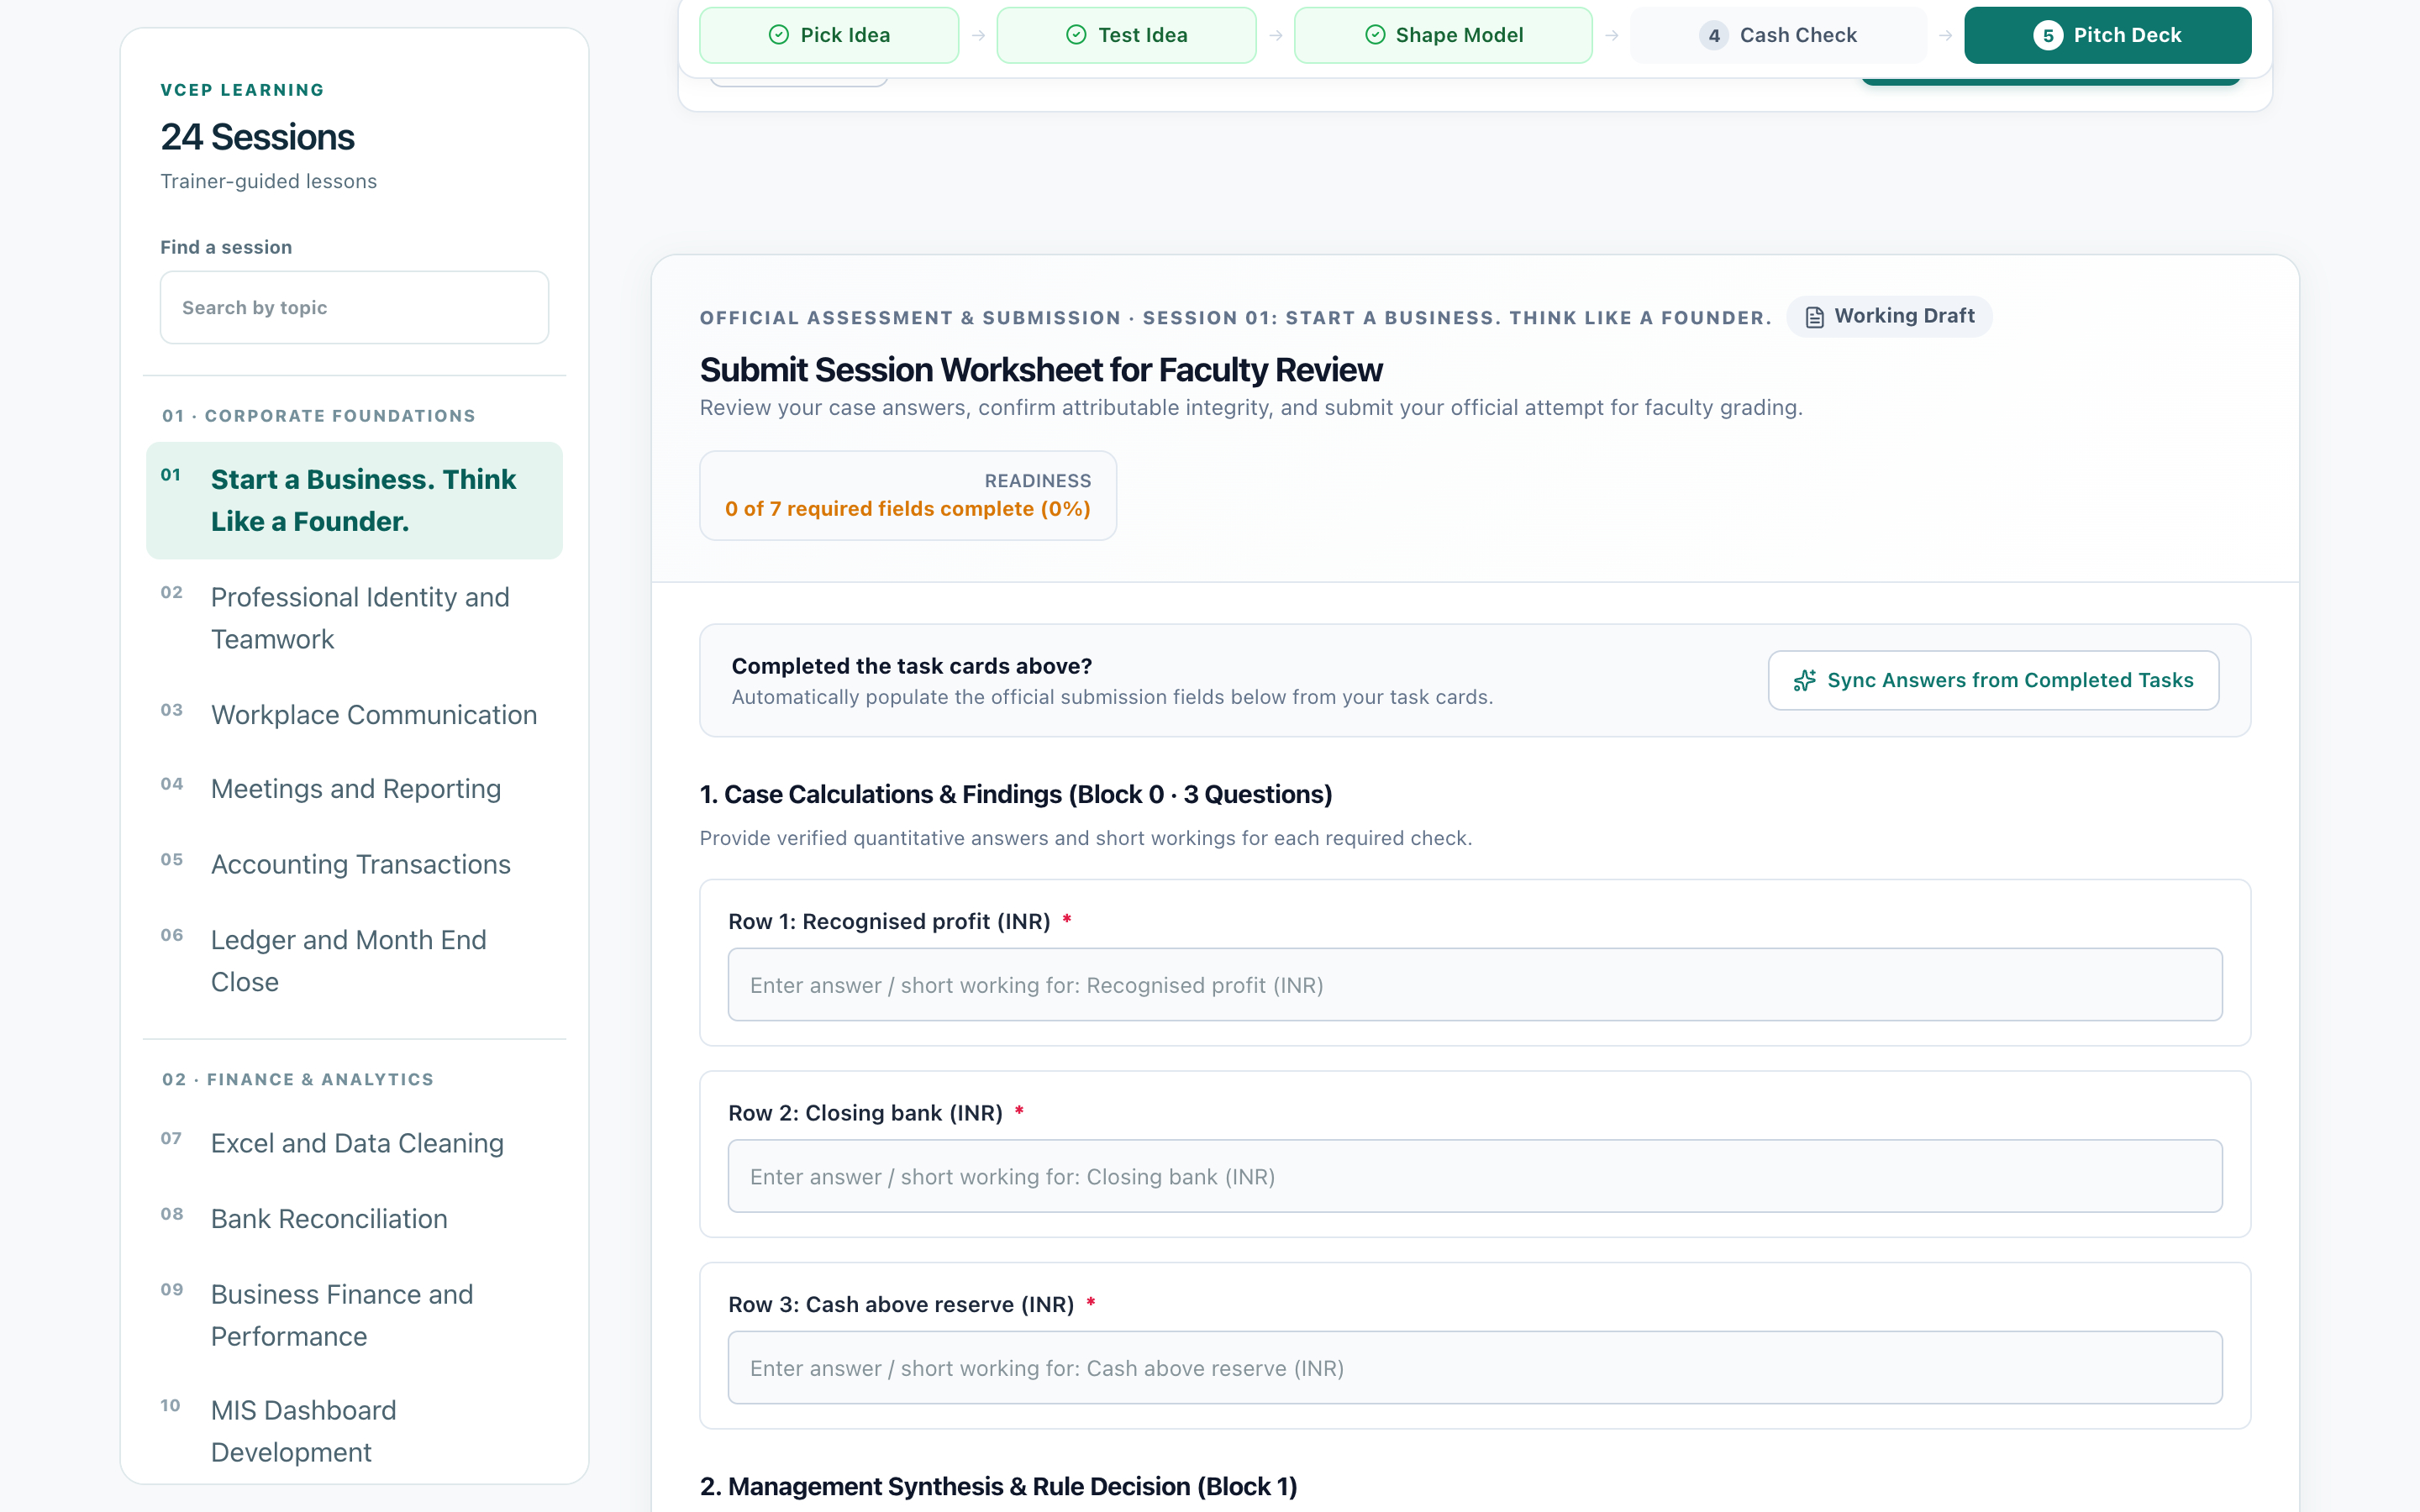 Pick Idea
Test Idea
Shape Model
4 Cash Check
5 Pitch Deck
VCEP LEARNING
24 Sessions
Trainer-guided lessons
Find a session
Search by topic
01 · CORPORATE FOUNDATIONS
01 Start a Business. Think
Like a Founder.
02 Professional Identity and
Teamwork
03 Workplace Communication
04 Meetings and Reporting
05 Accounting Transactions
06 Ledger and Month End
Close
02 · FINANCE & ANALYTICS
07 Excel and Data Cleaning
08 Bank Reconciliation
09 Business Finance and
Performance
10 MIS Dashboard
Development
OFFICIAL ASSESSMENT & SUBMISSION · SESSION 01: START A BUSINESS. THINK LIKE A FOUNDER.
Working Draft
Submit Session Worksheet for Faculty Review
Review your case answers, confirm attributable integrity, and submit your official attempt for faculty grading.
READINESS
0 of 7 required fields complete (0%)
Completed the task cards above?
Automatically populate the official submission fields below from your task cards.
Sync Answers from Completed Tasks
1. Case Calculations & Findings (Block 0 · 3 Questions)
Provide verified quantitative answers and short workings for each required check.
Row 1: Recognised profit (INR) *
Enter answer / short working for: Recognised profit (INR)
Row 2: Closing bank (INR) *
Enter answer / short working for: Closing bank (INR)
Row 3: Cash above reserve (INR) *
Enter answer / short working for: Cash above reserve (INR)
2. Management Synthesis & Rule Decision (Block 1)